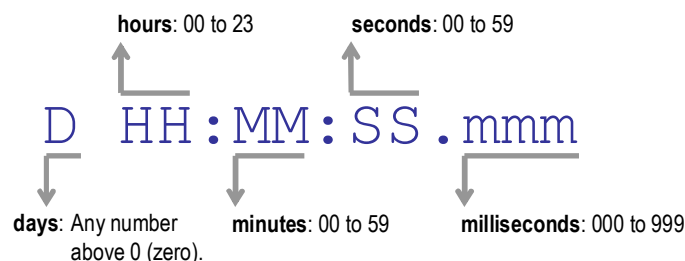 hours: 00 to 23
seconds: 00 to 59
D HH:MM:SS.mmm
days: Any number
above 0 (zero).
minutes: 00 to 59
milliseconds: 000 to 999